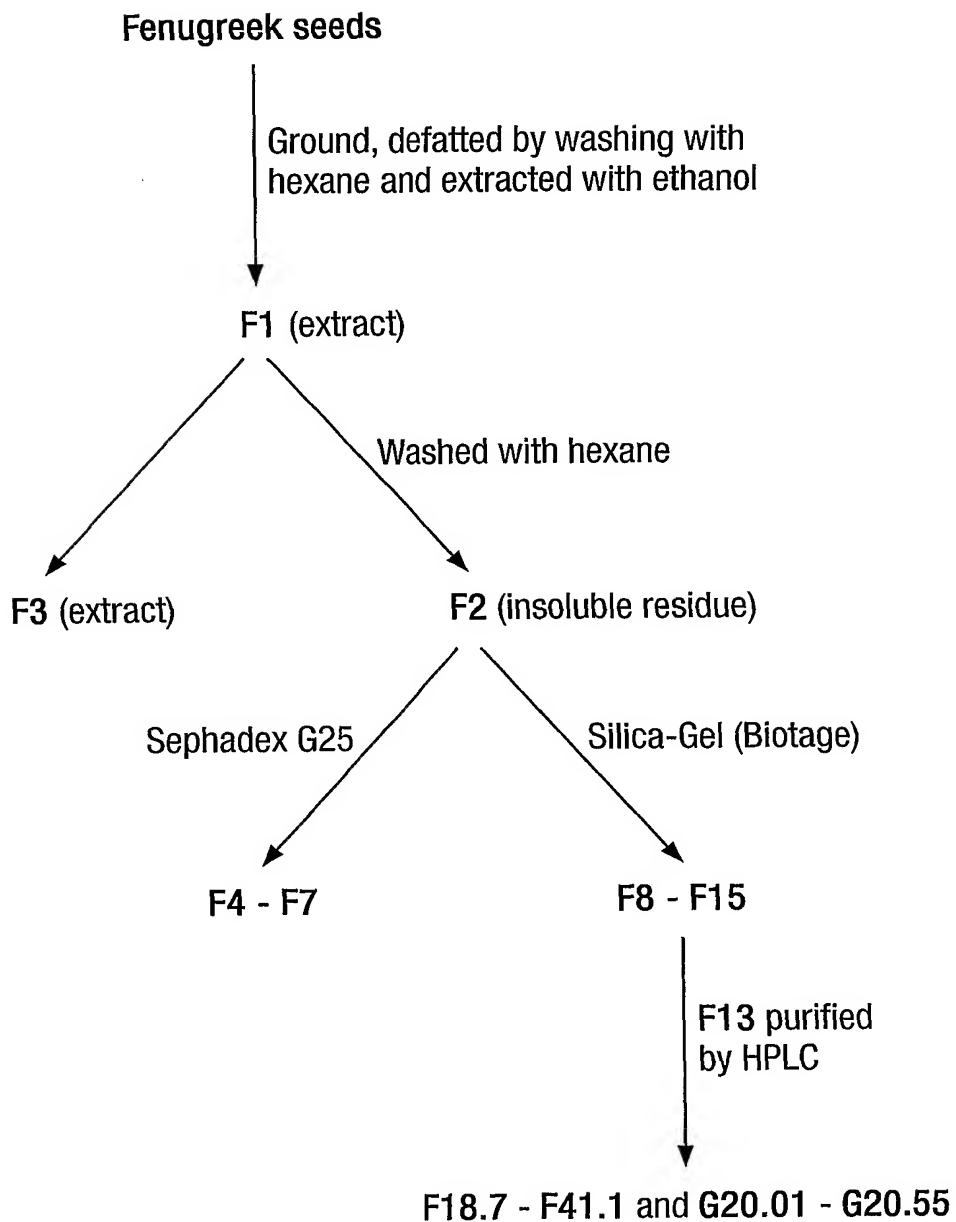 Fenugreek seeds
Ground, defatted by washing with
hexane and extracted with ethanol
F1 (extract)
Washed with hexane
F3 (extract)
F2 (insoluble residue)
Sephadex G25
Silica-Gel (Biotage)
F4 - F7
F8 - F15
F13 purified
by HPLC
F18.7 - F41.1 and G20.01 - G20.55